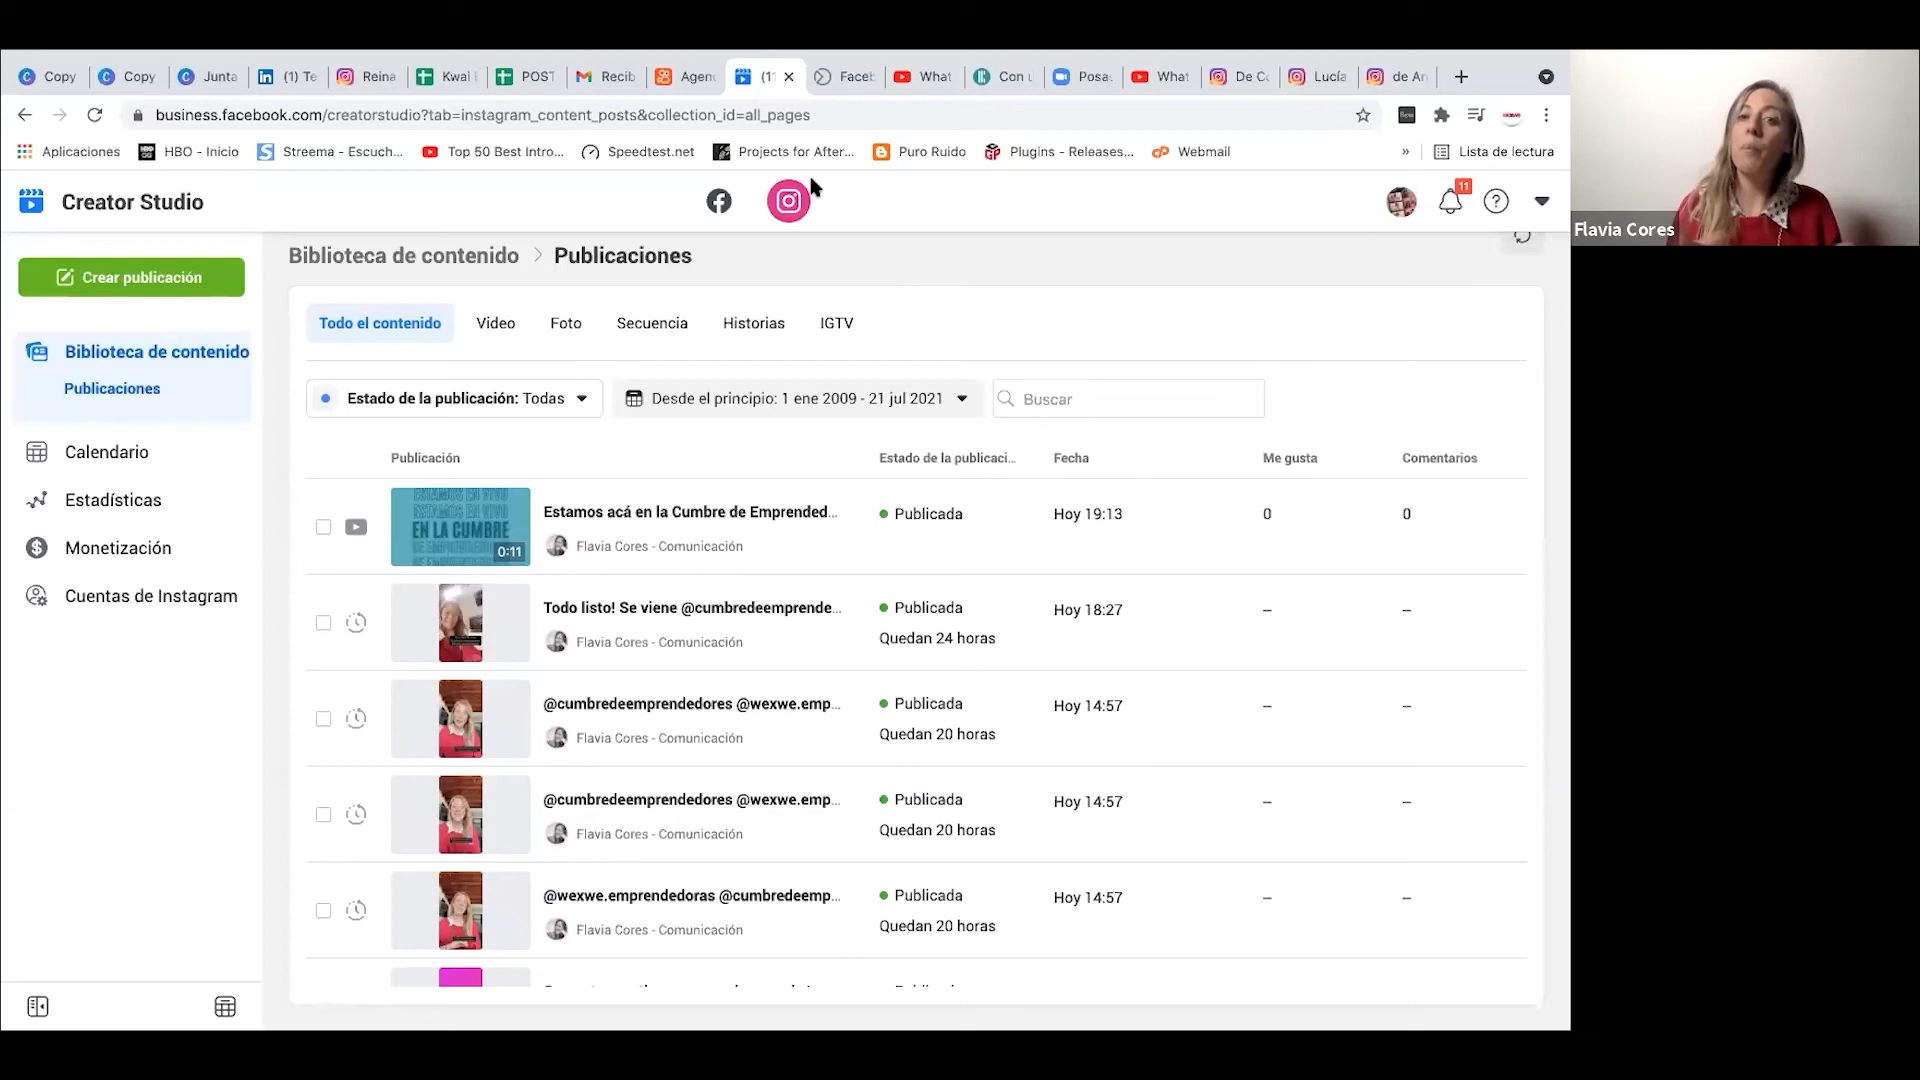 Copy
Copy
Junta
(1) Te
Reina
Kwai
POST
Recib
Agen
(1
Faceb
What
Con
Posa
What
De Co
Lucía
de An
business.facebook.com/creatorstudio?tab=instagram_content_posts&collection_id=all_pages
Aplicaciones
HBO - Inicio
Streema - Escuch...
Top 50 Best Intro...
Speedtest.net
Projects for After...
Puro Ruido
Plugins - Releases...
Webmail
»
Lista de lectura
Creator Studio
11
Flavia Cores
Crear publicación
Biblioteca de contenido
Publicaciones
Calendario
Estadísticas
Monetización
Cuentas de Instagram
Biblioteca de contenido > Publicaciones
Todo el contenido
Video
Foto
Secuencia
Historias
IGTV
Estado de la publicación: Todas
Desde el principio: 1 ene 2009 - 21 jul 2021
Buscar
Publicación
Estado de la publicaci...
Fecha
Me gusta
Comentarios
ESTAMOS EN VIVO
EN LA CUMBRE
0:11
Estamos acá en la Cumbre de Emprended...
Flavia Cores - Comunicación
Publicada
Hoy 19:13
0
0
Todo listo! Se viene @cumbredeemprende...
Flavia Cores - Comunicación
Publicada
Quedan 24 horas
Hoy 18:27
--
--
@cumbredeemprendedores @wexwe.emp...
Flavia Cores - Comunicación
Publicada
Quedan 20 horas
Hoy 14:57
--
--
@cumbredeemprendedores @wexwe.emp...
Flavia Cores - Comunicación
Publicada
Quedan 20 horas
Hoy 14:57
--
--
@wexwe.emprendedoras @cumbredeemp...
Flavia Cores - Comunicación
Publicada
Quedan 20 horas
Hoy 14:57
--
--